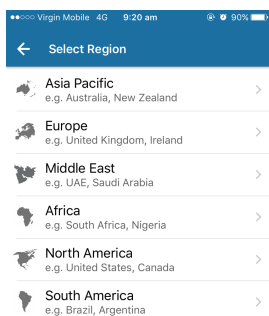 Virgin Mobile 4G 9:20 am 90%
Select Region
Asia Pacific
e.g. Australia, New Zealand
Europe
e.g. United Kingdom, Ireland
Middle East
e.g. UAE, Saudi Arabia
Africa
e.g. South Africa, Nigeria
North America
e.g. United States, Canada
South America
e.g. Brazil, Argentina